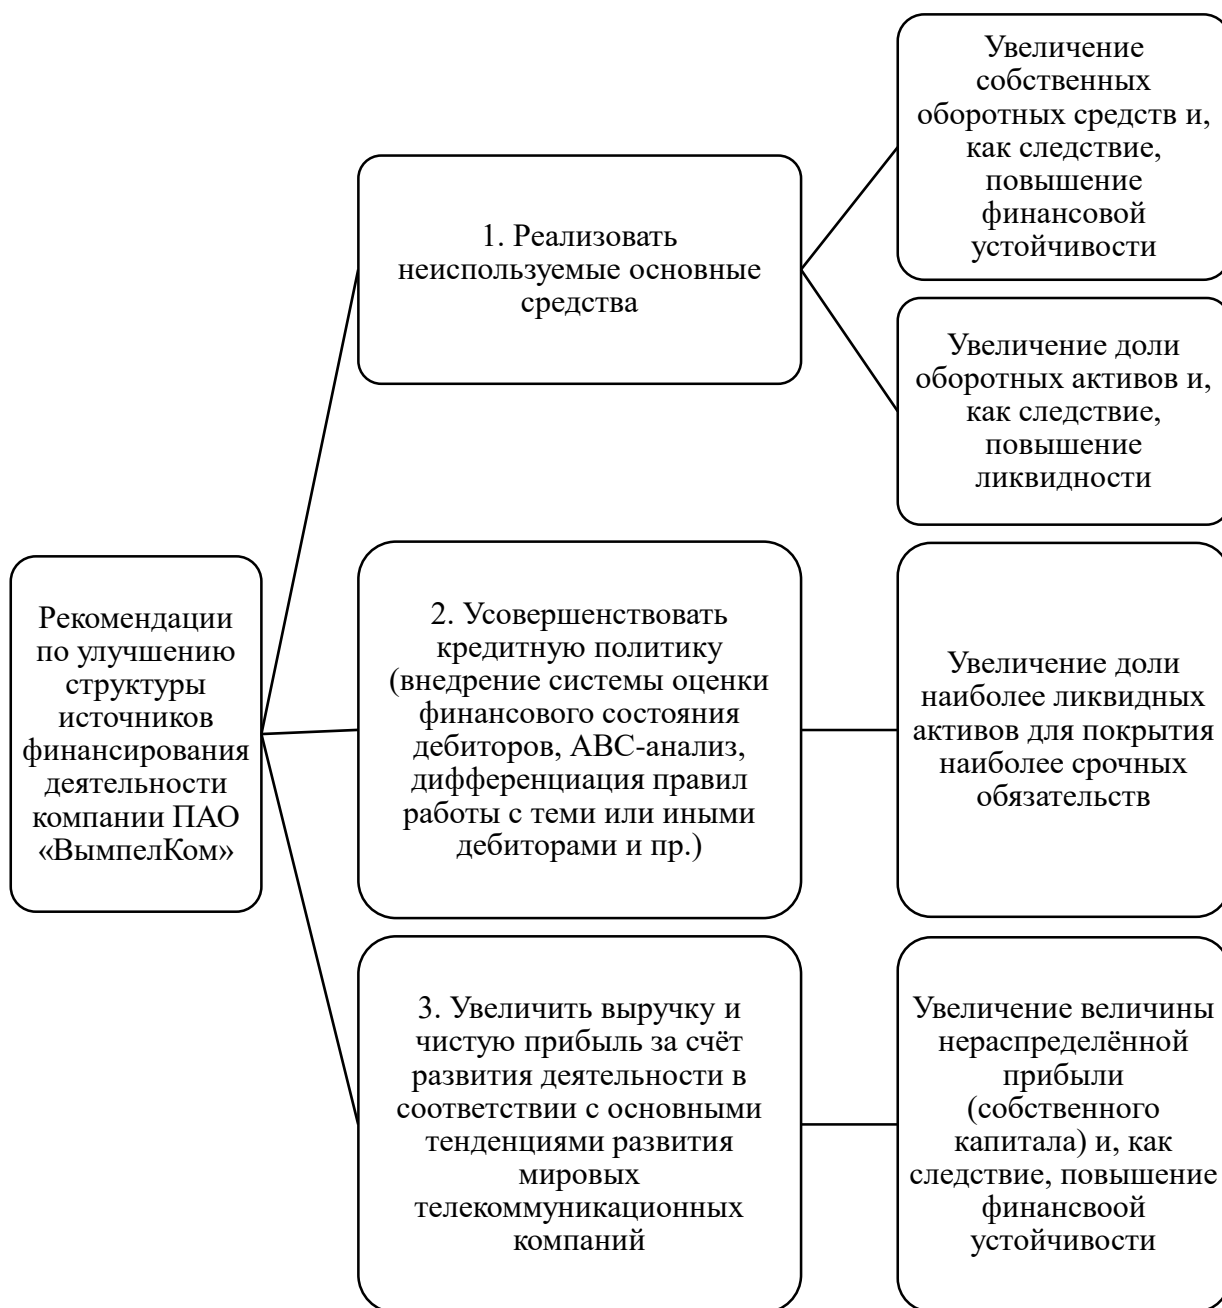 Рекомендации
по улучшению
структуры
источников
финансирования
деятельности
компании ПАО
«ВымпелКом»
1. Реализовать
неиспользуемые основные
средства
Увеличение
собственных
оборотных средств и,
как следствие,
повышение
финансовой
устойчивости
Увеличение доли
оборотных активов и,
как следствие,
повышение
ликвидности
2. Усовершенствовать
кредитную политику
(внедрение системы оценки
финансового состояния
дебиторов, АВС-анализ,
дифференциация правил
работы с теми или иными
дебиторами и пр.)
Увеличение доли
наиболее ликвидных
активов для покрытия
наиболее срочных
обязательств
3. Увеличить выручку и
чистую прибыль за счёт
развития деятельности в
соответствии с основными
тенденциями развития
мировых
телекоммуникационных
компаний
Увеличение величины
нераспределённой
прибыли
(собственного
капитала) и, как
следствие, повышение
финансвоой
устойчивости